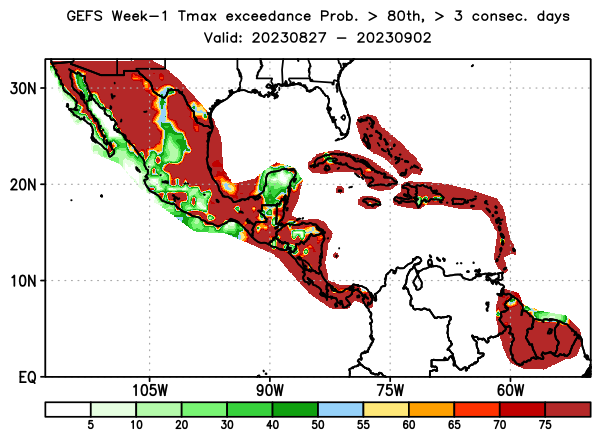 GEFS Week-1 Tmax exceedance Prob. > 80th, > 3 consec. days
Valid: 20230827 - 20230902
30N
20N
10N
EQ
105W 90W 75W 60W
5 10 20 30 40 50 55 60 65 70 75